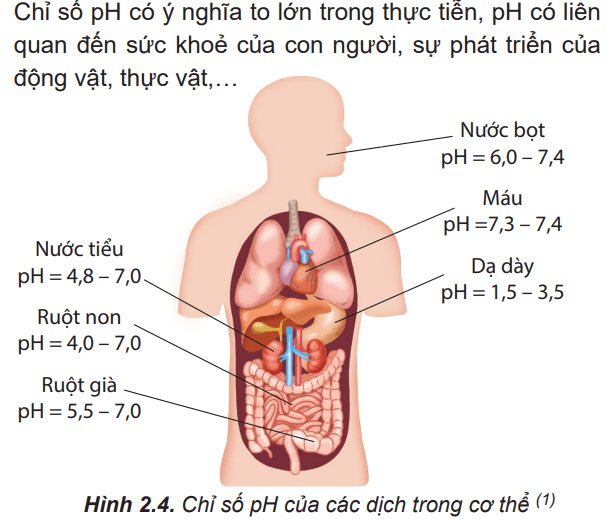 Chỉ số pH có ý nghĩa to lớn trong thực tiễn, pH có liên
quan đến sức khoẻ của con người, sự phát triển của
động vật, thực vật,…
Nước bọt
pH = 6,0 – 7,4
Máu
pH =7,3 – 7,4
Dạ dày
pH = 1,5 – 3,5
Nước tiểu
pH = 4,8 – 7,0
Ruột non
pH = 4,0 – 7,0
Ruột già
pH = 5,5 – 7,0
Hình 2.4. Chỉ số pH của các dịch trong cơ thể (1)